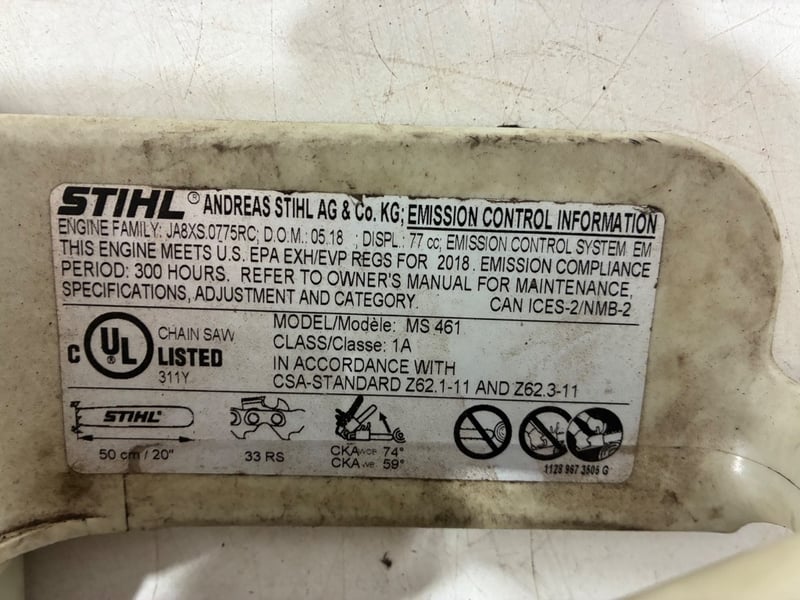 STIHL® ANDREAS STIHL AG & Co. KG; EMISSION CONTROL INFORMATION
ENGINE FAMILY: JA8XS.0775RC; D.O.M.: 05.18 ; DISPL.: 77 cc; EMISSION CONTROL SYSTEM EM
THIS ENGINE MEETS U.S. EPA EXH/EVP REGS FOR 2018. EMISSION COMPLIANCE
PERIOD: 300 HOURS. REFER TO OWNER'S MANUAL FOR MAINTENANCE,
SPECIFICATIONS, ADJUSTMENT AND CATEGORY. CAN ICES-2/NMB-2
C UL® CHAIN SAW
LISTED
311Y
MODEL/Modèle: MS 461
CLASS/Classe: 1A
IN ACCORDANCE WITH
CSA-STANDARD Z62.1-11 AND Z62.3-11
STIHL
50 cm / 20"
33 RS
CKAwce 74°
CKAwe 59°
1128 967 3505 G